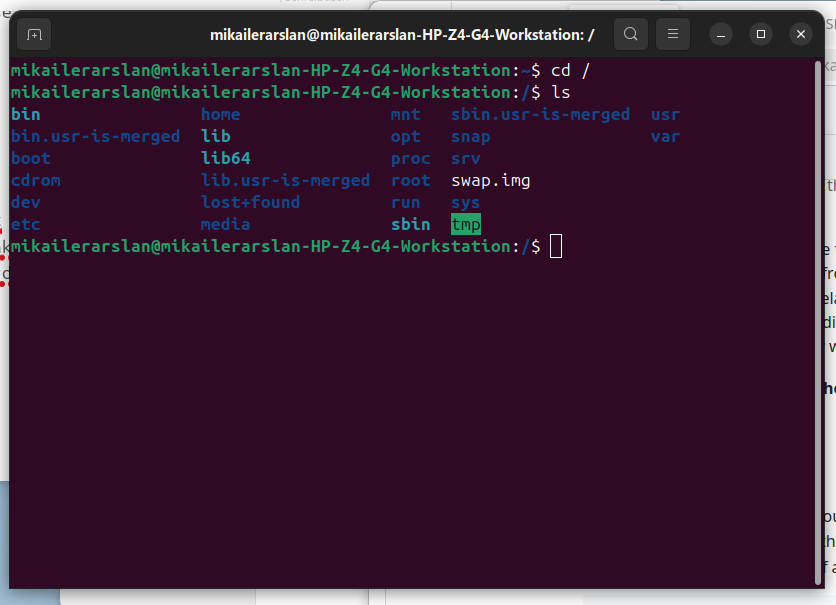 mikailerarslan@mikailerarslan-HP-Z4-G4-Workstation: /
mikailerarslan@mikailerarslan-HP-Z4-G4-Workstation:~$ cd /
mikailerarslan@mikailerarslan-HP-Z4-G4-Workstation:/$ ls
bin home mnt sbin.usr-is-merged usr
bin.usr-is-merged lib opt snap var
boot lib64 proc srv
cdrom lib.usr-is-merged root swap.img
dev lost+found run sys
etc media sbin tmp
mikailerarslan@mikailerarslan-HP-Z4-G4-Workstation:/$